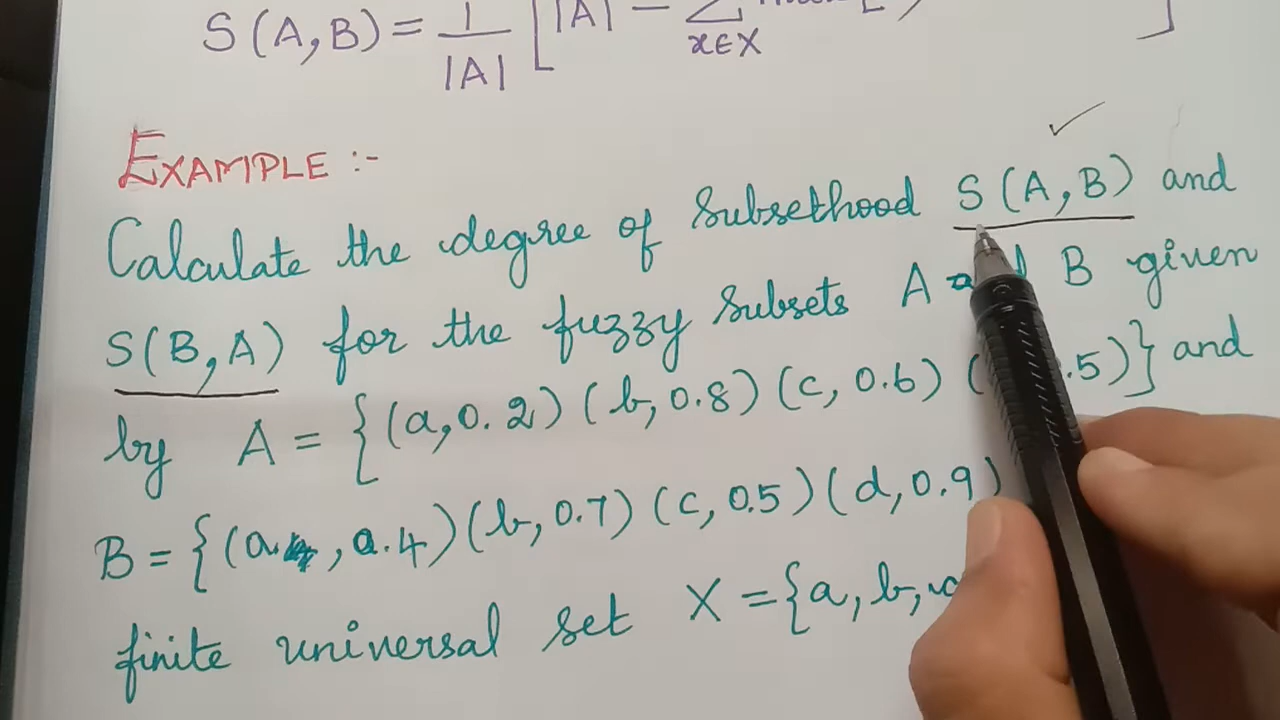 S(A,B) = 1/|A| [|A| - Σ x∈X ]
EXAMPLE :-
Calculate the degree of subsethood S(A,B) and
S(B,A) for the fuzzy subsets A B given
by A = {(a,0.2) (b,0.8) (c,0.6) ( .5)} and
B = {(a, 0.4) (b,0.7) (c,0.5) (d,0.9)
finite universal set X = {a, b, c